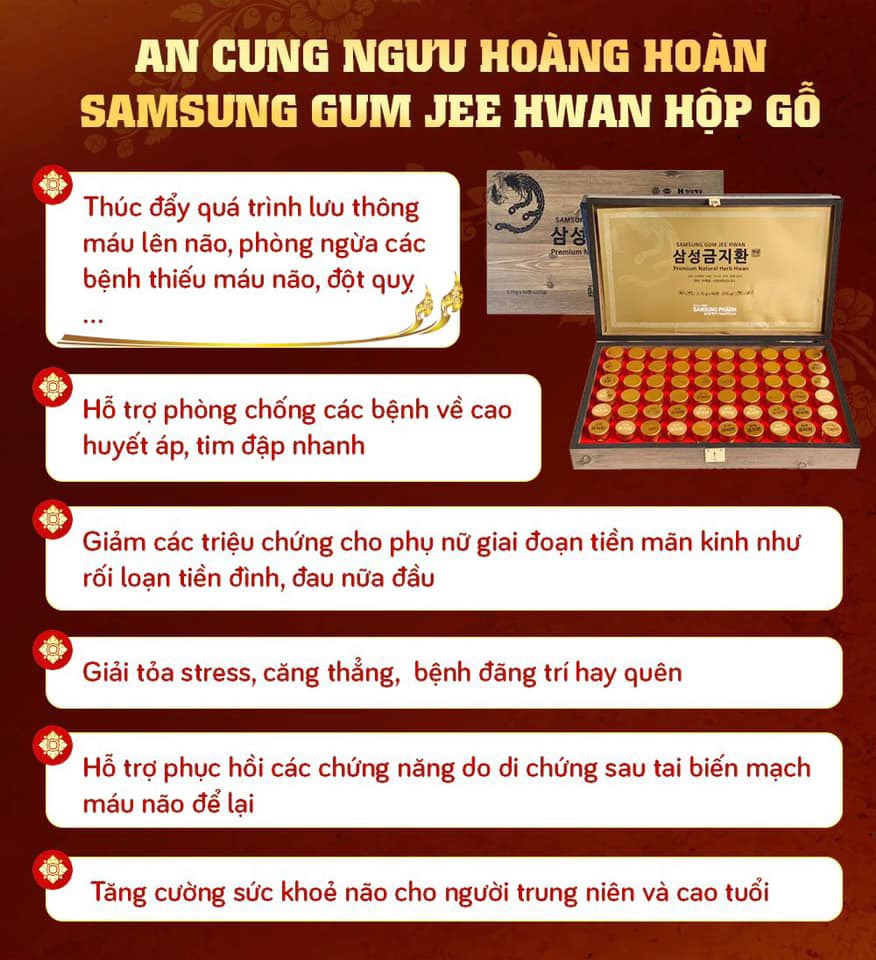 AN CUNG NGƯU HOÀNG HOÀN
SAMSUNG GUM JEE HWAN HỘP GỖ
Thúc đẩy quá trình lưu thông
máu lên não, phòng ngừa các
bệnh thiếu máu não, đột quỵ
...
SAMSUNG GUM JEE HWAN
삼성금지환
Premium Natural Herb Hwan
SAMSUNG PHARM
Hỗ trợ phòng chống các bệnh về cao
huyết áp, tim đập nhanh
Giảm các triệu chứng cho phụ nữ giai đoạn tiền mãn kinh như
rối loạn tiền đình, đau nữa đầu
Giải tỏa stress, căng thẳng, bệnh đãng trí hay quên
Hỗ trợ phục hồi các chứng năng do di chứng sau tai biến mạch
máu não để lại
Tăng cường sức khoẻ não cho người trung niên và cao tuổi